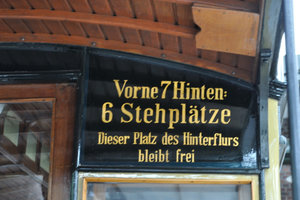 Vorne 7 Hinten:
6 Stehplätze
Dieser Platz des Hinterflurs
bleibt frei